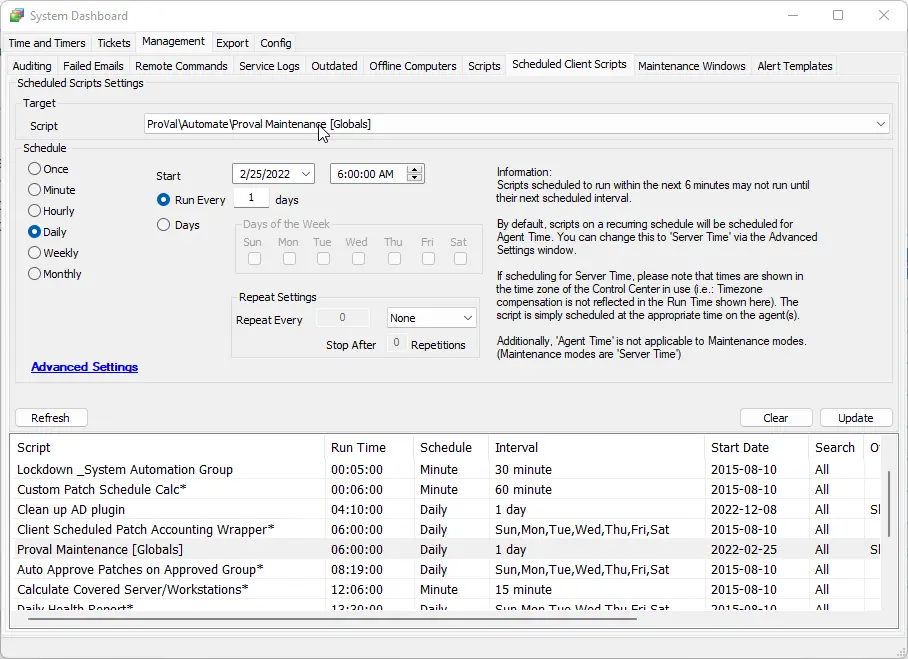 System Dashboard
Time and Timers Tickets Management Export Config
Auditing Failed Emails Remote Commands Service Logs Outdated Offline Computers Scripts Scheduled Client Scripts Maintenance Windows Alert Templates
Scheduled Scripts Settings
Target
Script ProVal\Automate\Proval Maintenance [Globals]
Schedule
Once
Minute
Hourly
Daily
Weekly
Monthly
Start 2/25/2022 6:00:00 AM
Run Every 1 days
Days
Days of the Week
Sun Mon Tue Wed Thu Fri Sat
Repeat Settings
Repeat Every 0 None
Stop After 0 Repetitions
Information:
Scripts scheduled to run within the next 6 minutes may not run until
their next scheduled interval.
By default, scripts on a recurring schedule will be scheduled for
Agent Time. You can change this to 'Server Time' via the Advanced
Settings window.
If scheduling for Server Time, please note that times are shown in
the time zone of the Control Center in use (i.e.: Timezone
compensation is not reflected in the Run Time shown here). The
script is simply scheduled at the appropriate time on the agent(s).
Additionally, 'Agent Time' is not applicable to Maintenance modes.
(Maintenance modes are 'Server Time')
Advanced Settings
Refresh Clear Update
Script Run Time Schedule Interval Start Date Search
Lockdown _System Automation Group 00:05:00 Minute 30 minute 2015-08-10 All
Custom Patch Schedule Calc* 00:06:00 Minute 60 minute 2015-08-10 All
Clean up AD plugin 04:10:00 Daily 1 day 2022-12-08 All
Client Scheduled Patch Accounting Wrapper* 06:00:00 Daily Sun,Mon,Tue,Wed,Thu,Fri,Sat 2015-08-10 All
Proval Maintenance [Globals] 06:00:00 Daily 1 day 2022-02-25 All
Auto Approve Patches on Approved Group* 08:19:00 Daily Sun,Mon,Tue,Wed,Thu,Fri,Sat 2015-08-10 All
Calculate Covered Server/Workstations* 12:06:00 Minute 15 minute 2015-08-10 All
Daily Health Report* 13:30:00 Daily Sun,Mon,Tue,Wed,Thu,Fri,Sat 2015-08-10 All